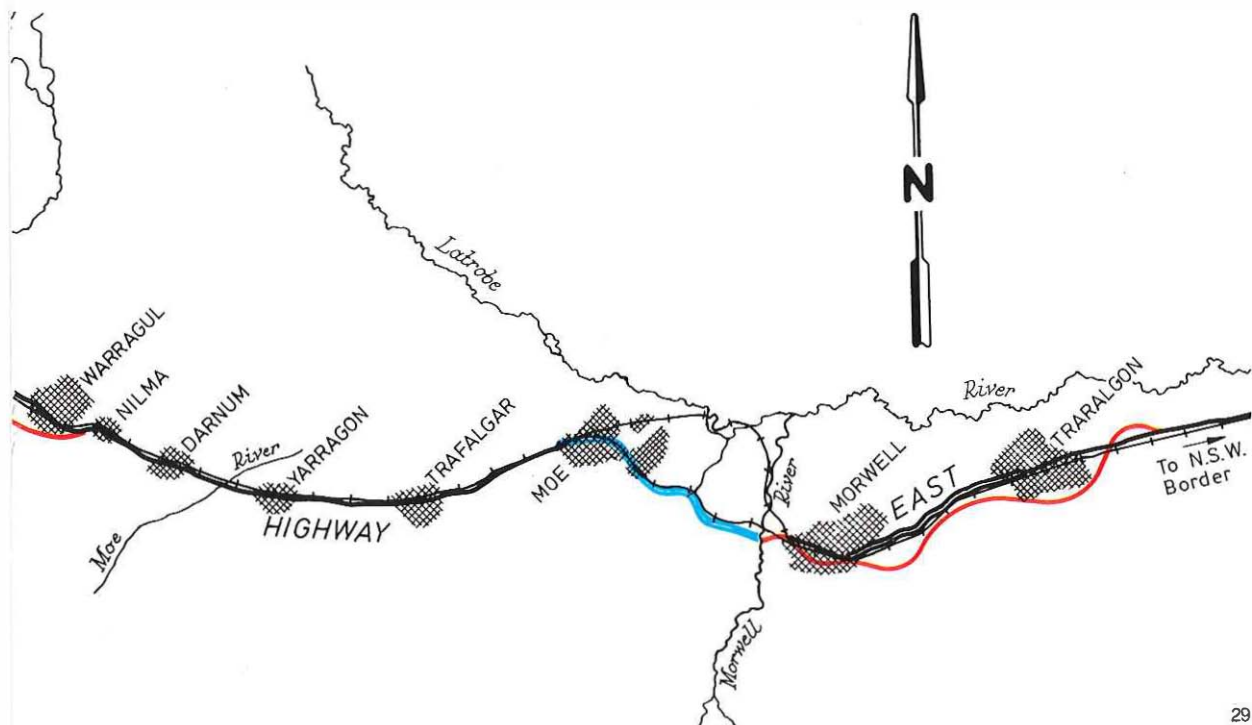 N
Latrobe
River
WARRAGUL
NILMA
DARNUM
River
Moe
YARRAGON
HIGHWAY
TRAFALGAR
MOE
River
Morwell
MORWELL
EAST
TRARALGON
To N.S.W.
Border
29